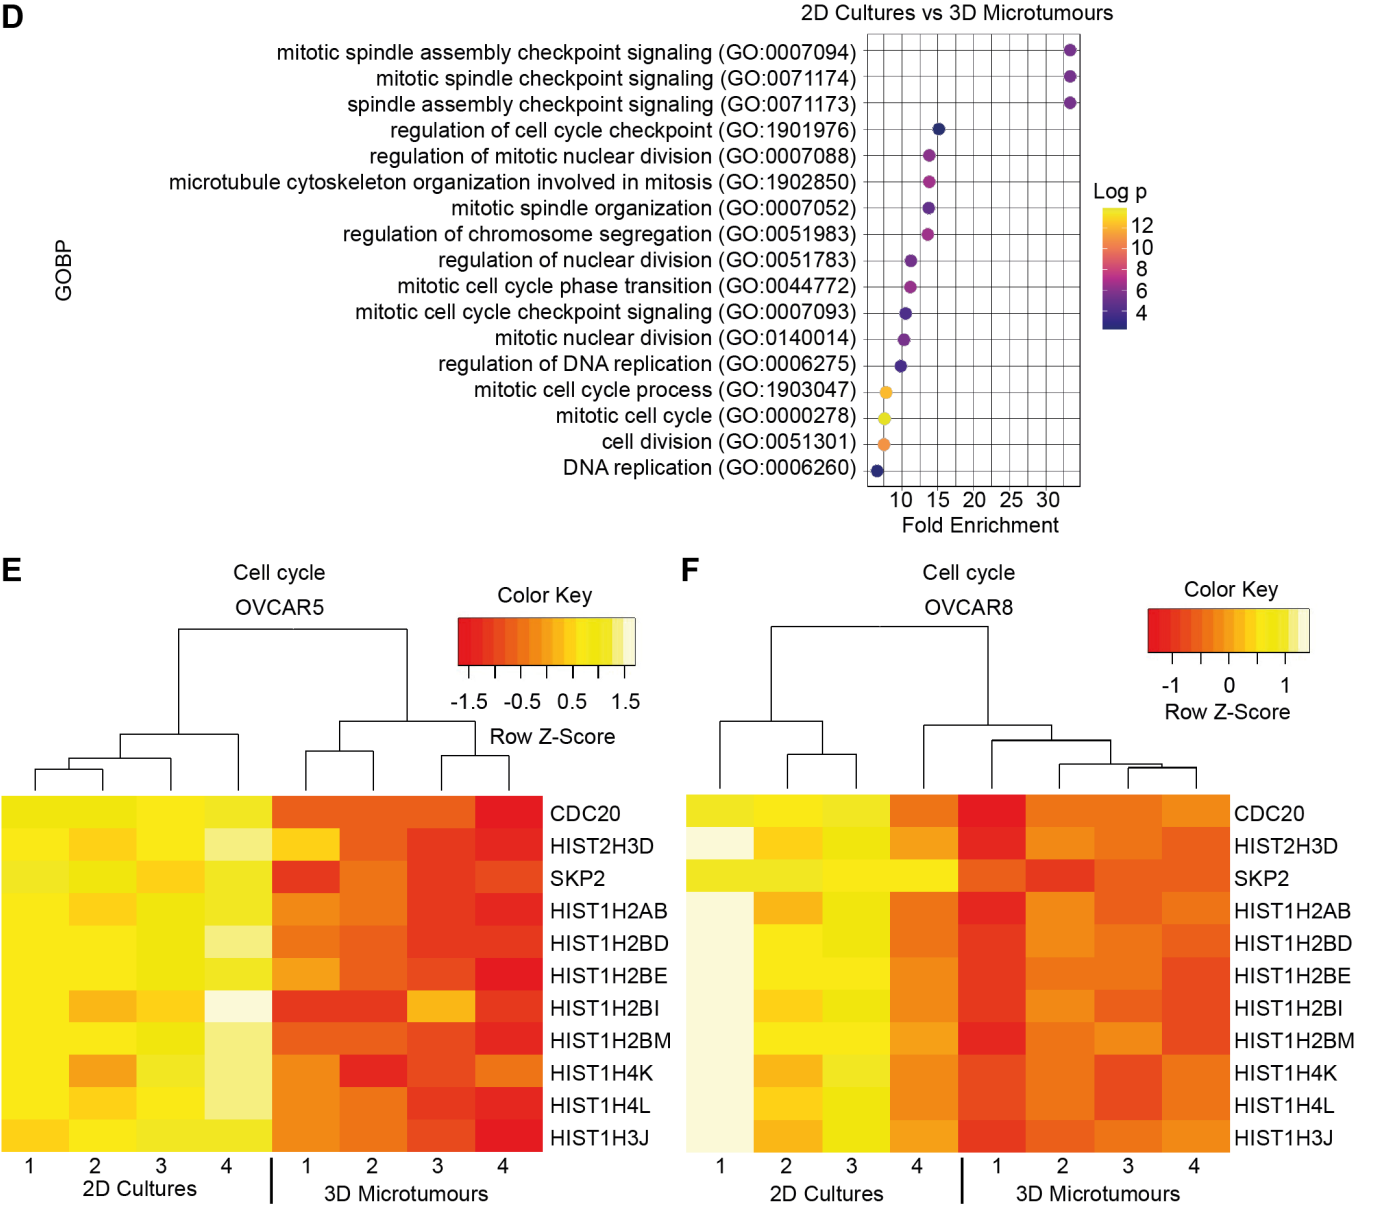 D
2D Cultures vs 3D Microtumours
mitotic spindle assembly checkpoint signaling (GO:0007094)
mitotic spindle checkpoint signaling (GO:0071174)
spindle assembly checkpoint signaling (GO:0071173)
regulation of cell cycle checkpoint (GO:1901976)
regulation of mitotic nuclear division (GO:0007088)
microtubule cytoskeleton organization involved in mitosis (GO:1902850)
mitotic spindle organization (GO:0007052)
regulation of chromosome segregation (GO:0051983)
regulation of nuclear division (GO:0051783)
mitotic cell cycle phase transition (GO:0044772)
mitotic cell cycle checkpoint signaling (GO:0007093)
mitotic nuclear division (GO:0140014)
regulation of DNA replication (GO:0006275)
mitotic cell cycle process (GO:1903047)
mitotic cell cycle (GO:0000278)
cell division (GO:0051301)
DNA replication (GO:0006260)
GOBP
10 15 20 25 30
Fold Enrichment
Log p
12
10
8
6
4
E
Cell cycle
OVCAR5
Color Key
-1.5 -0.5 0.5 1.5
Row Z-Score
CDC20
HIST2H3D
SKP2
HIST1H2AB
HIST1H2BD
HIST1H2BE
HIST1H2BI
HIST1H2BM
HIST1H4K
HIST1H4L
HIST1H3J
1 2 3 4 1 2 3 4
2D Cultures 3D Microtumours
F
Cell cycle
OVCAR8
Color Key
-1 0 1
Row Z-Score
CDC20
HIST2H3D
SKP2
HIST1H2AB
HIST1H2BD
HIST1H2BE
HIST1H2BI
HIST1H2BM
HIST1H4K
HIST1H4L
HIST1H3J
1 2 3 4 1 2 3 4
2D Cultures 3D Microtumours